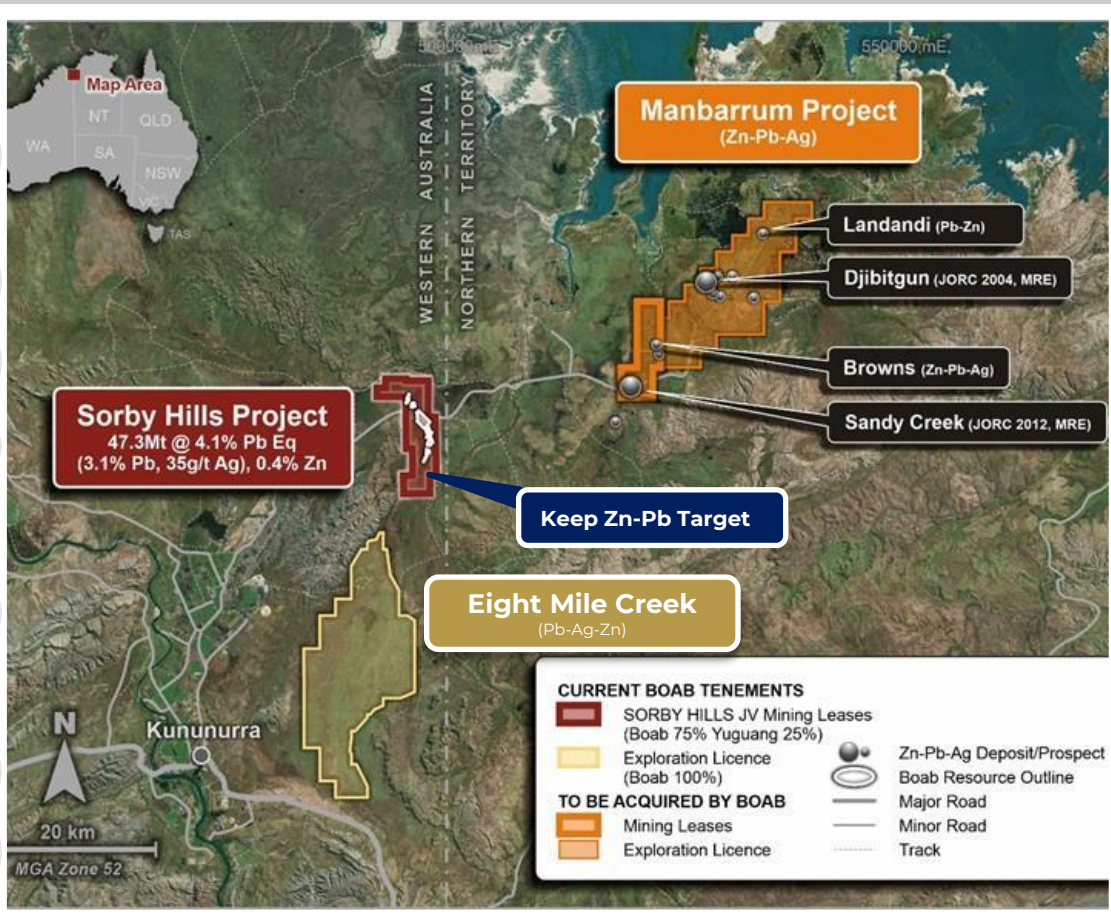 500000 mE
550000 mE
Map Area
NT
QLD
WA
SA
NSW
VIC
TAS
WESTERN AUSTRALIA
NORTHERN TERRITORY
Manbarrum Project
(Zn-Pb-Ag)
Landandi (Pb-Zn)
Djibitgun (JORC 2004, MRE)
Browns (Zn-Pb-Ag)
Sandy Creek (JORC 2012, MRE)
Sorby Hills Project
47.3Mt @ 4.1% Pb Eq
(3.1% Pb, 35g/t Ag), 0.4% Zn
Keep Zn-Pb Target
Eight Mile Creek
(Pb-Ag-Zn)
Kununurra
N
20 km
MGA Zone 52
CURRENT BOAB TENEMENTS
SORBY HILLS JV Mining Leases
(Boab 75% Yuguang 25%)
Exploration Licence
(Boab 100%)
TO BE ACQUIRED BY BOAB
Mining Leases
Exploration Licence
Zn-Pb-Ag Deposit/Prospect
Boab Resource Outline
Major Road
Minor Road
Track